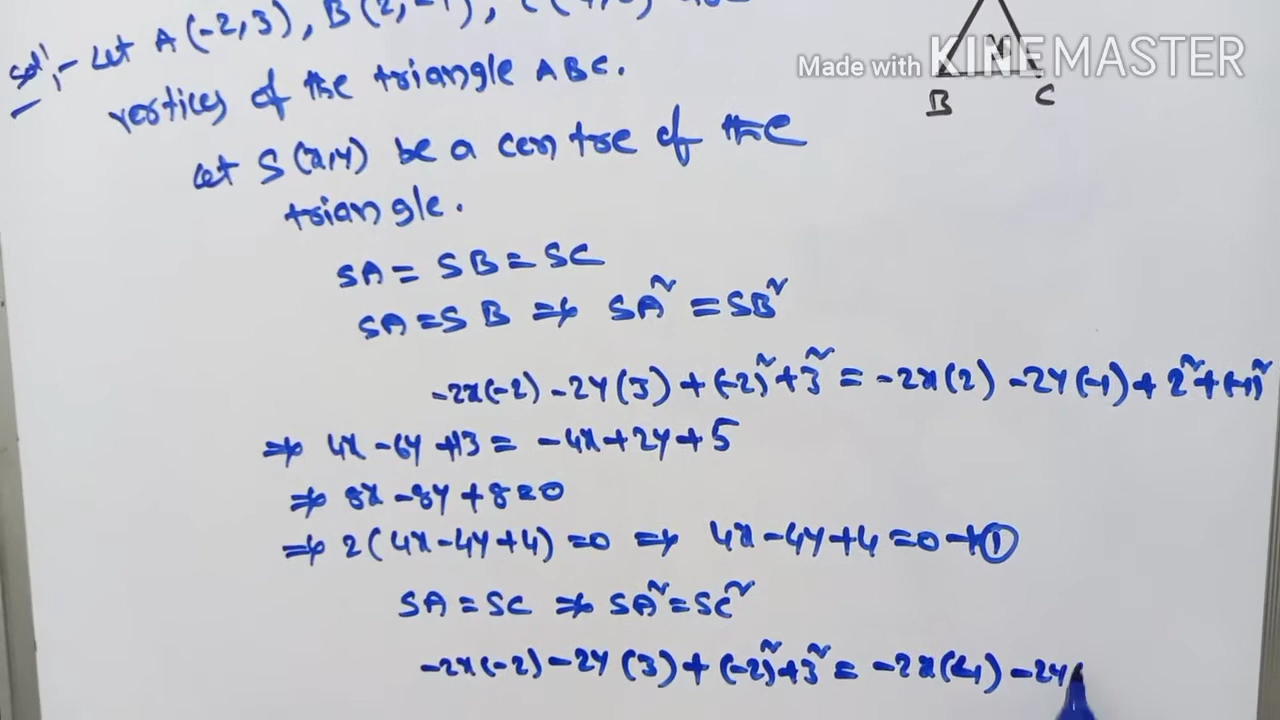 Sol:- Let A(-2,3), B(2,-1), C(4,0)
Made with KINEMASTER
vertices of the triangle ABC.
B C
Let S(x,y) be a centre of the
triangle.
SA = SB = SC
SA = SB ⇒ SA² = SB²
-2x(-2) -2y(3) + (-2)² + 3² = -2x(2) -2y(-1) + 2² + (-1)²
⇒ 4x - 6y + 13 = -4x + 2y + 5
⇒ 8x - 8y + 8 = 0
⇒ 2(4x - 4y + 4) = 0 ⇒ 4x - 4y + 4 = 0 → ①
SA = SC ⇒ SA² = SC²
-2x(-2) - 2y(3) + (-2)² + 3² = -2x(4) - 2y